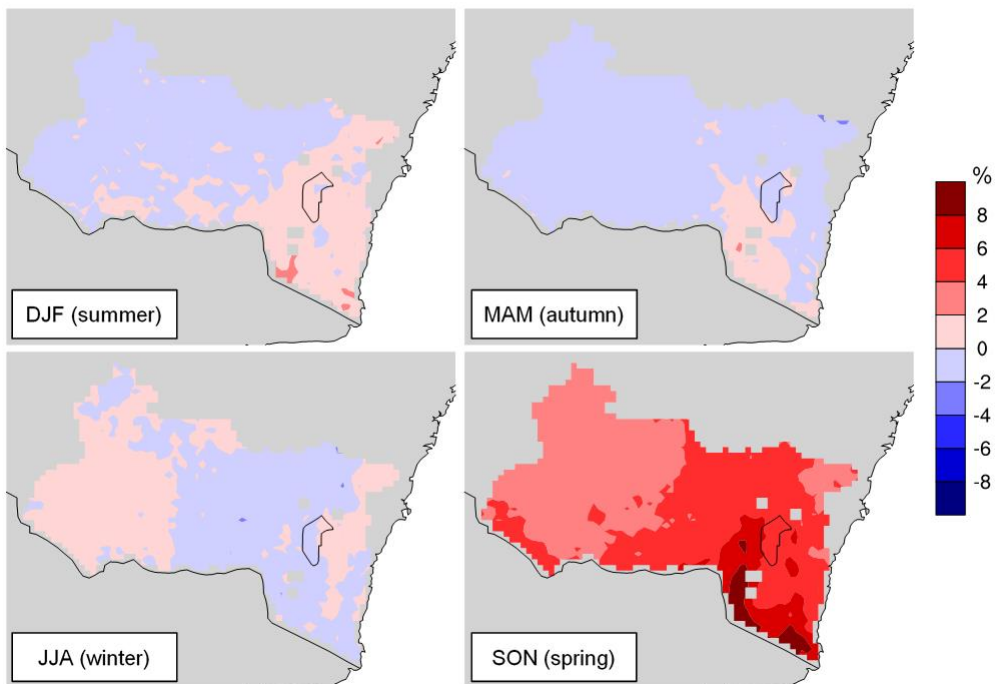 DJF (summer)
MAM (autumn)
JJA (winter)
SON (spring)
%
8
6
4
2
0
-2
-4
-6
-8